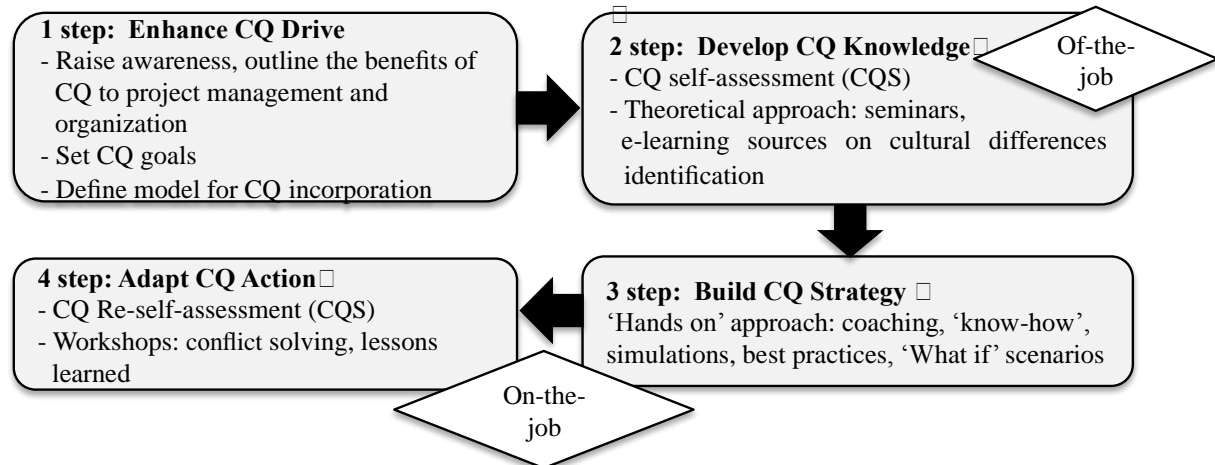 1 step: Enhance CQ Drive
- Raise awareness, outline the benefits of
CQ to project management and
organization
- Set CQ goals
- Define model for CQ incorporation
2 step: Develop CQ Knowledge
- CQ self-assessment (CQS)
- Theoretical approach: seminars,
e-learning sources on cultural differences
identification
Of-the-
job
3 step: Build CQ Strategy
‘Hands on’ approach: coaching, ‘know-how’,
simulations, best practices, ‘What if’ scenarios
4 step: Adapt CQ Action
- CQ Re-self-assessment (CQS)
- Workshops: conflict solving, lessons
learned
On-the-
job